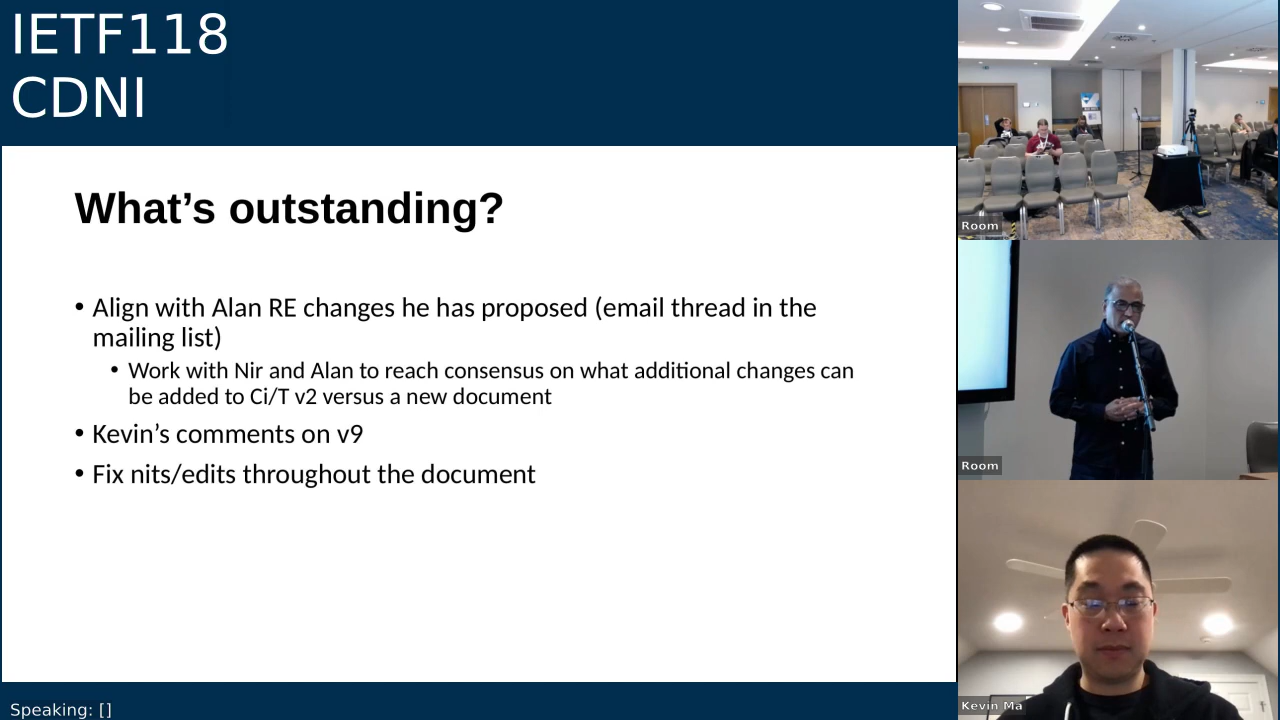 IETF118
CDNI
What's outstanding?
• Align with Alan RE changes he has proposed (email thread in the
mailing list)
• Work with Nir and Alan to reach consensus on what additional changes can
be added to Ci/T v2 versus a new document
• Kevin's comments on v9
• Fix nits/edits throughout the document
Speaking: []
Room
Room
Kevin Ma